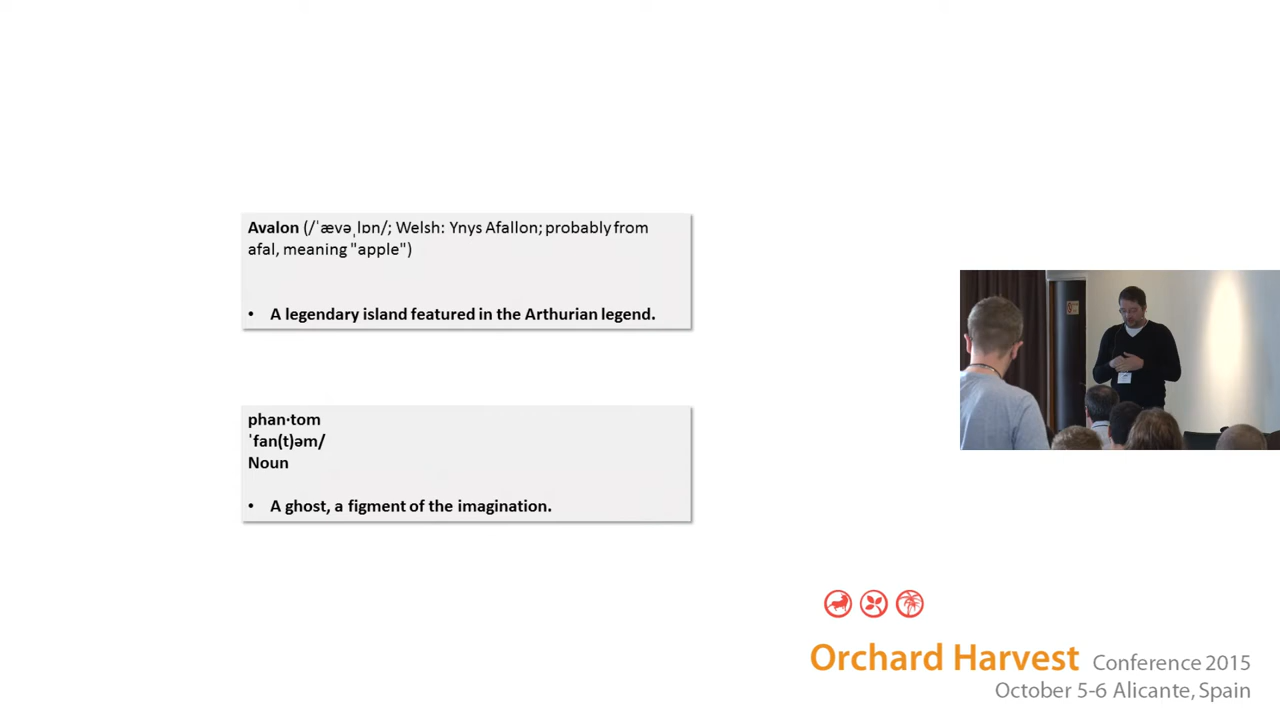 Avalon (/ˈævəˌlɒn/; Welsh: Ynys Afallon; probably from
afal, meaning "apple")
• A legendary island featured in the Arthurian legend.
phan·tom
ˈfan(t)əm/
Noun
• A ghost, a figment of the imagination.
Orchard Harvest Conference 2015
October 5-6 Alicante, Spain